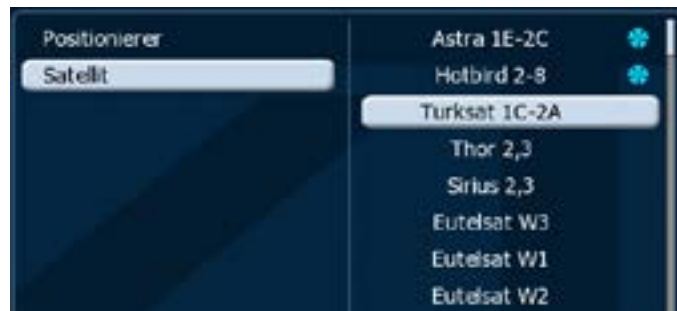 Positionierer
Satellit
Astra 1E-2C
Hotbird 2-8
Turksat 1C-2A
Thor 2,3
Sirius 2,3
Eutelsat W3
Eutelsat W1
Eutelsat W2